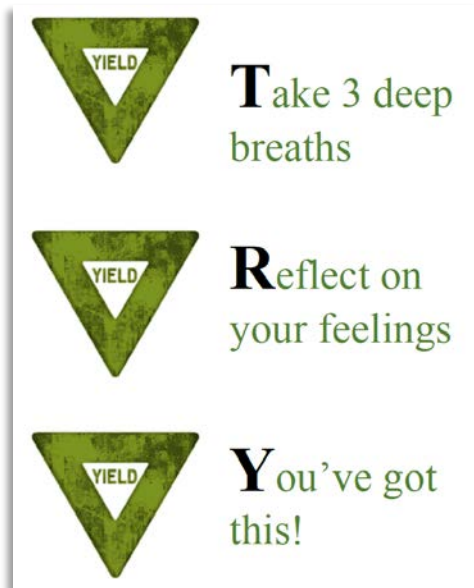 YIELD
Take 3 deep
breaths
YIELD
Reflect on
your feelings
YIELD
You've got
this!